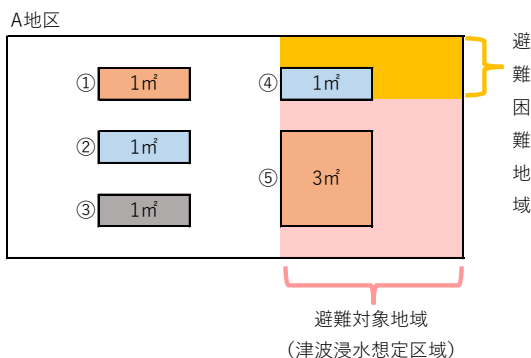 A地区
① 1㎡
④ 1㎡
② 1㎡
⑤ 3㎡
③ 1㎡
避難困難地域
避難対象地域
（津波浸水想定区域）